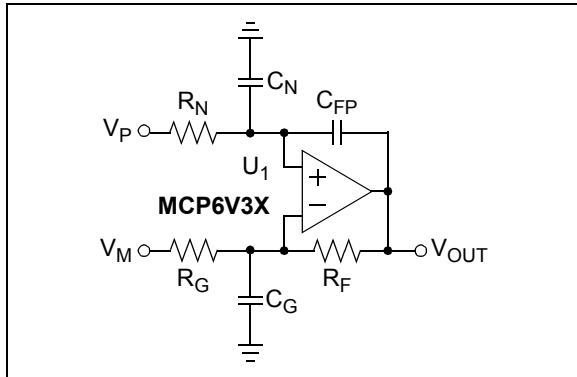 C_N
R_N
C_FP
V_P
U_1
+
−
MCP6V3X
V_M
V_OUT
R_G
R_F
C_G